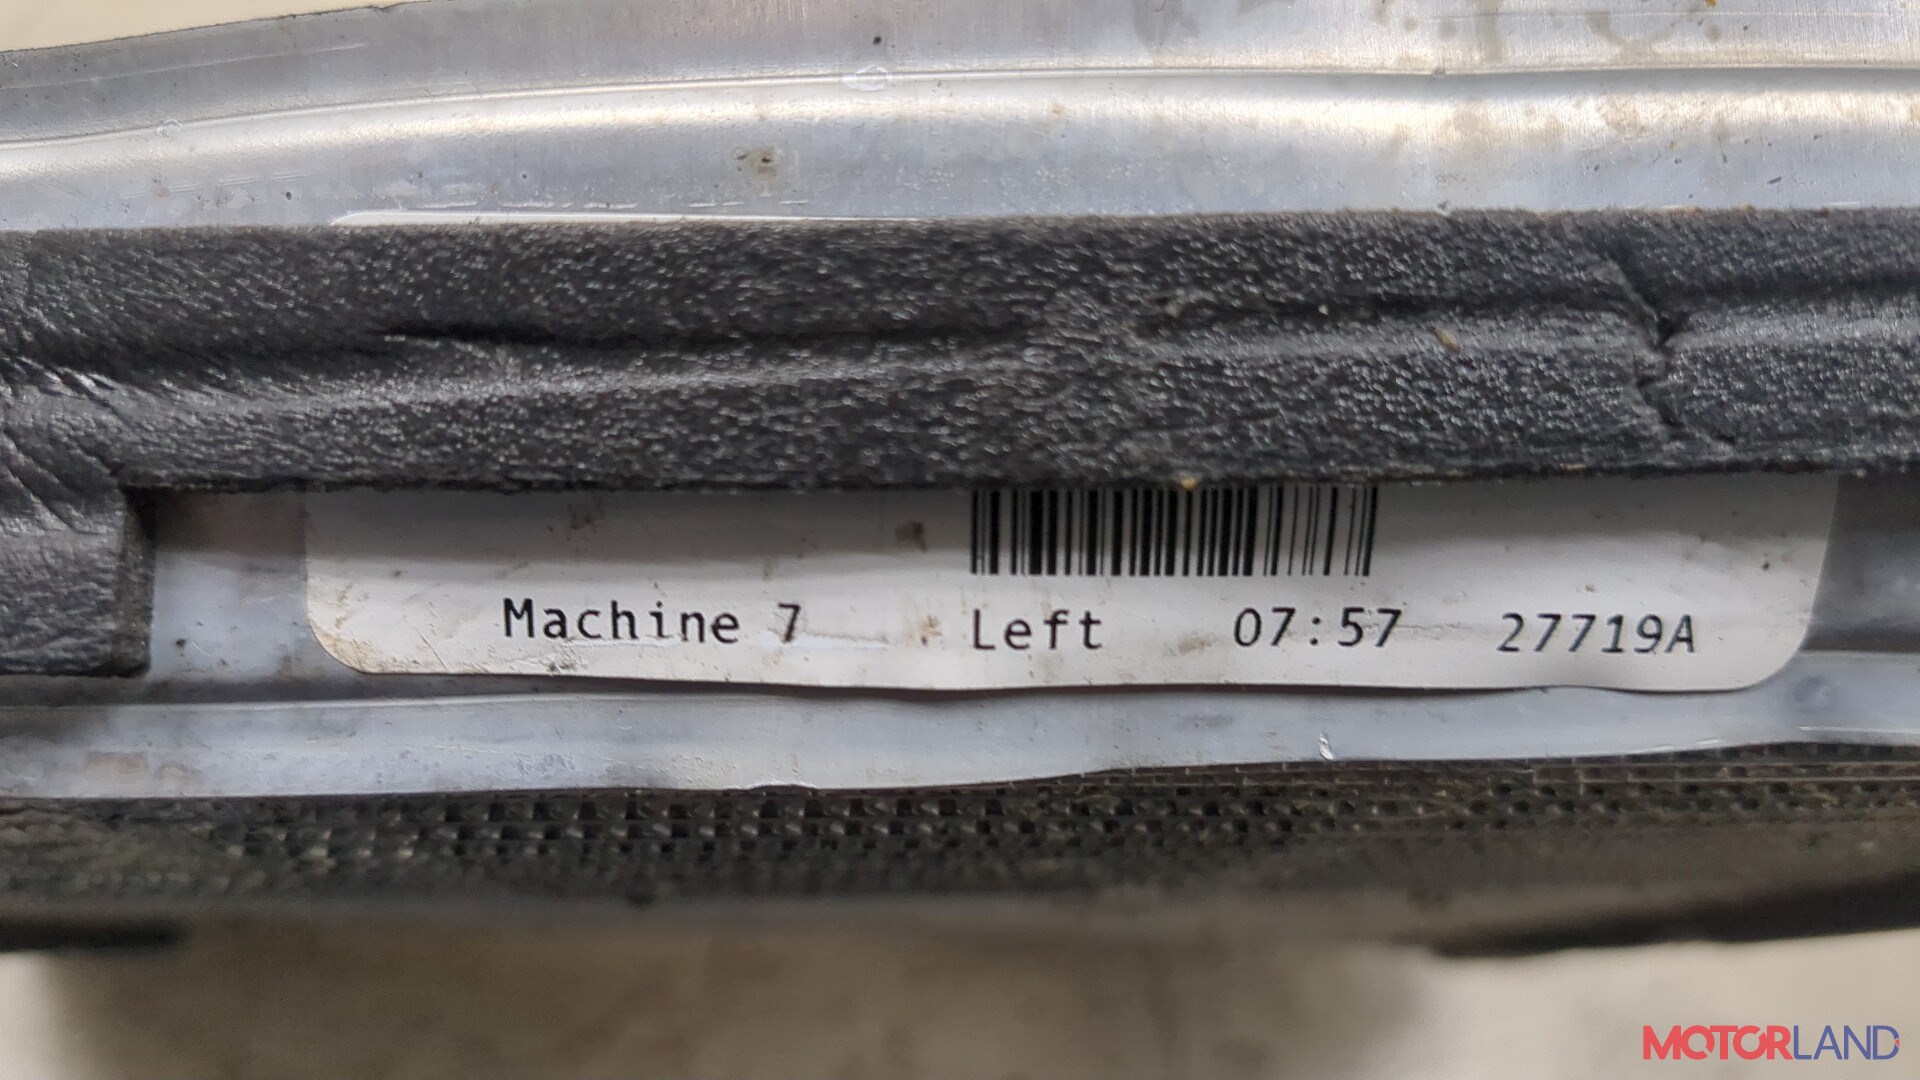 Machine 7 Left 07:57 27719A
MOTORLAND